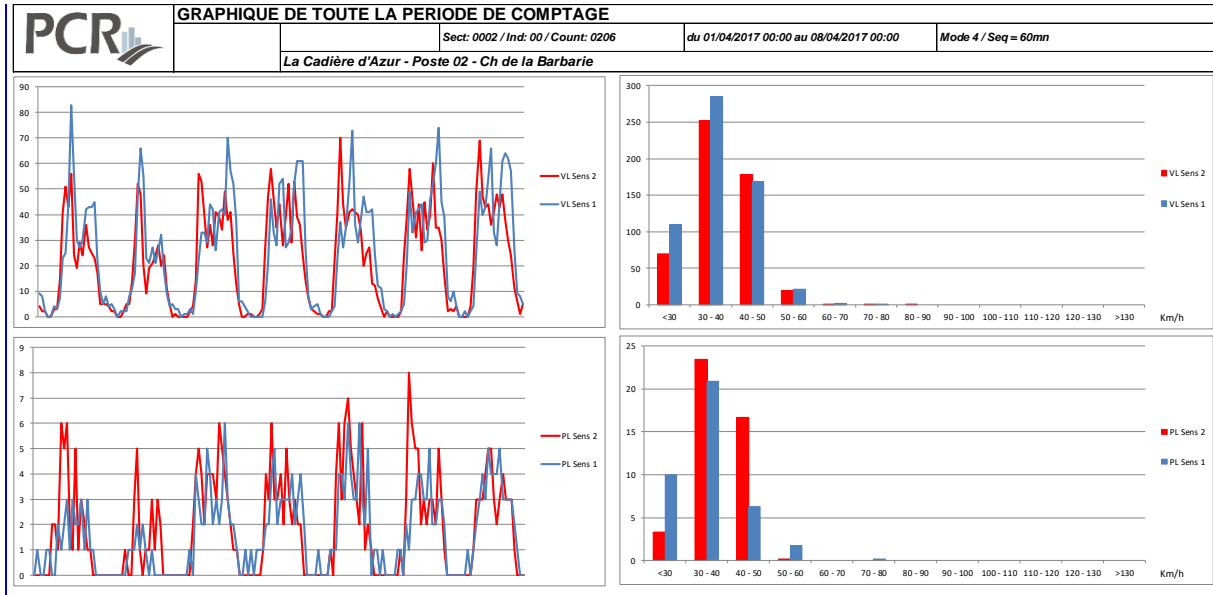 PCR
GRAPHIQUE DE TOUTE LA PERIODE DE COMPTAGE
Sect: 0002 / Ind: 00 / Count: 0206
du 01/04/2017 00:00 au 08/04/2017 00:00
Mode 4 / Seq = 60mn
La Cadière d'Azur - Poste 02 - Ch de la Barbarie
90
80
70
60
50
40
30
20
10
0
VL Sens 2
VL Sens 1
300
250
200
150
100
50
0
<30 30 - 40 40 - 50 50 - 60 60 - 70 70 - 80 80 - 90 90 - 100 100 - 110 110 - 120 120 - 130 >130 Km/h
VL Sens 2
VL Sens 1
9
8
7
6
5
4
3
2
1
0
PL Sens 2
PL Sens 1
25
20
15
10
5
0
<30 30 - 40 40 - 50 50 - 60 60 - 70 70 - 80 80 - 90 90 - 100 100 - 110 110 - 120 120 - 130 >130 Km/h
PL Sens 2
PL Sens 1